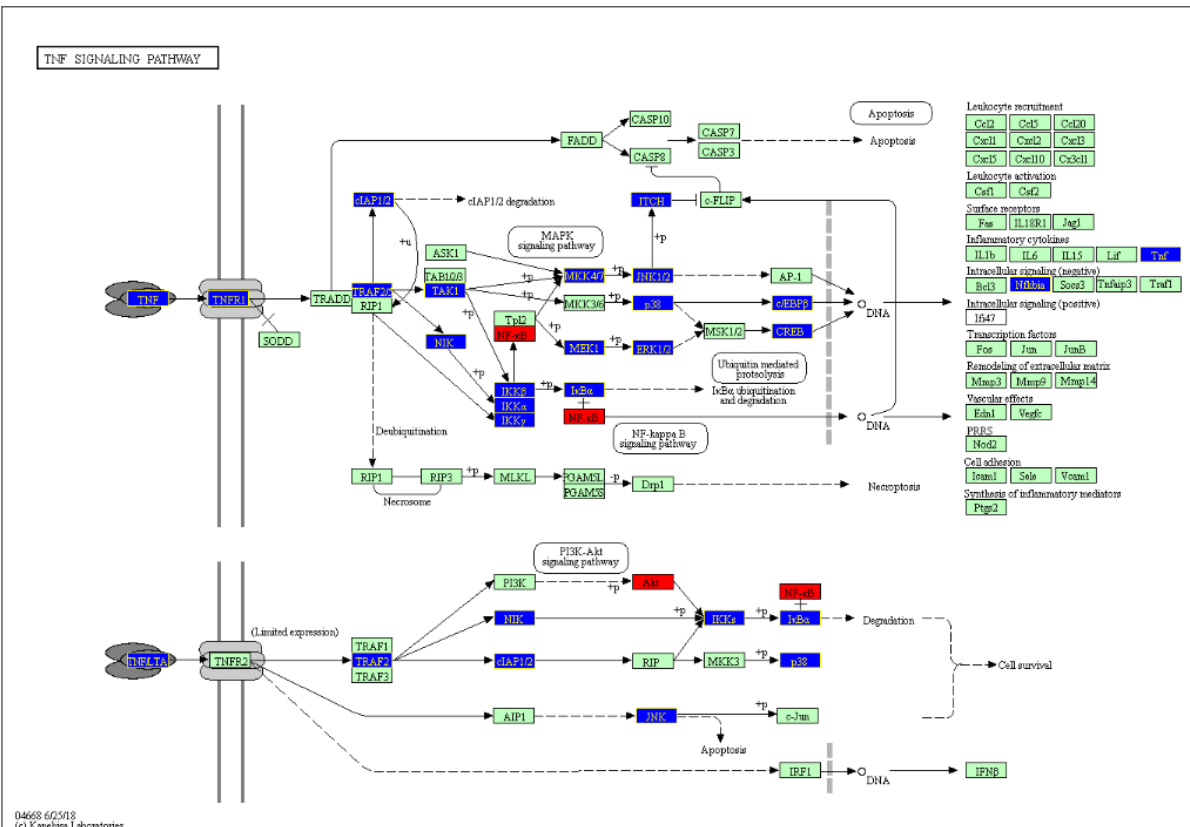 TNF SIGNALING PATHWAY
Apoptosis
Leukocyte recruitment
Ccl2 Ccl5 Ccl20
Cxcl1 Cxcl2 Cxcl3
Cxcl5 Cxcl10 Cx3cl1
Leukocyte activation
Csf1 Csf2
Surface receptors
Fas IL18R1 Jag1
Inflammatory cytokines
IL1b IL6 IL15 Lif Tnf
Intracellular signaling (negative)
Bcl3 Nfkbia Socs3 Tnfaip3 Traf1
Intracellular signaling (positive)
Ifi47
Transcription factors
Fos Jun JunB
Remodeling of extracellular matrix
Mmp3 Mmp9 Mmp14
Vascular effects
Edn1 Vegfc
PRRS
Nod2
Cell adhesion
Icam1 Sele Vcam1
Synthesis of inflammatory mediators
Ptgs2
CASP10
FADD
CASP8
CASP7
CASP3
Apoptosis
cIAP1/2
cIAP1/2 degradation
ITCH
c-FLIP
+u
MAPK
signaling pathway
+p
ASK1
TAB1/2/3
TAK1
MKK4/7
+p
JNK1/2
AP-1
TNF
TNFR1
TRADD
TRAF2/5
RIP1
+p
MKK3/6
+p
p38
c/EBPβ
DNA
SODD
+p
Tpl2
NF-κB
+p
MSK1/2
CREB
NIK
MEK1
+p
ERK1/2
+p
Ubiquitin mediated
proteolysis
IKKβ
IKKα
IKKγ
+p
IκBα
IκBα ubiquitination
and degradation
NF-κB
DNA
NF-kappa B
signaling pathway
Deubiquitination
RIP1
RIP3
+p
MLKL
PGAM5L
PGAM5S
-p
Drp1
Necroptosis
Necrosome
PI3K-Akt
signaling pathway
PI3K
+p
Akt
NF-κB
NIK
+p
+p
IKKs
+p
IκBα
Degradation
(Limited expression)
TNF/LTA
TNFR2
TRAF1
TRAF2
TRAF3
cIAP1/2
RIP
MKK3
+p
p38
Cell survival
AIP1
JNK
+p
c-Jun
Apoptosis
IRF1
DNA
IFNβ
04668 6/25/18
(c) Kanehisa Laboratories